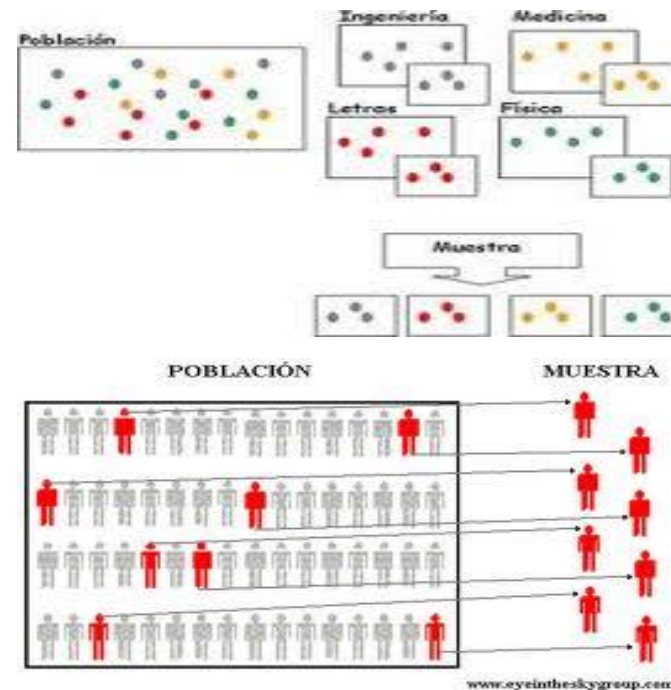 Población
Ingeniería
Medicina
Letras
Física
Muestra
POBLACIÓN
MUESTRA
www.eyeintheskygroup.com